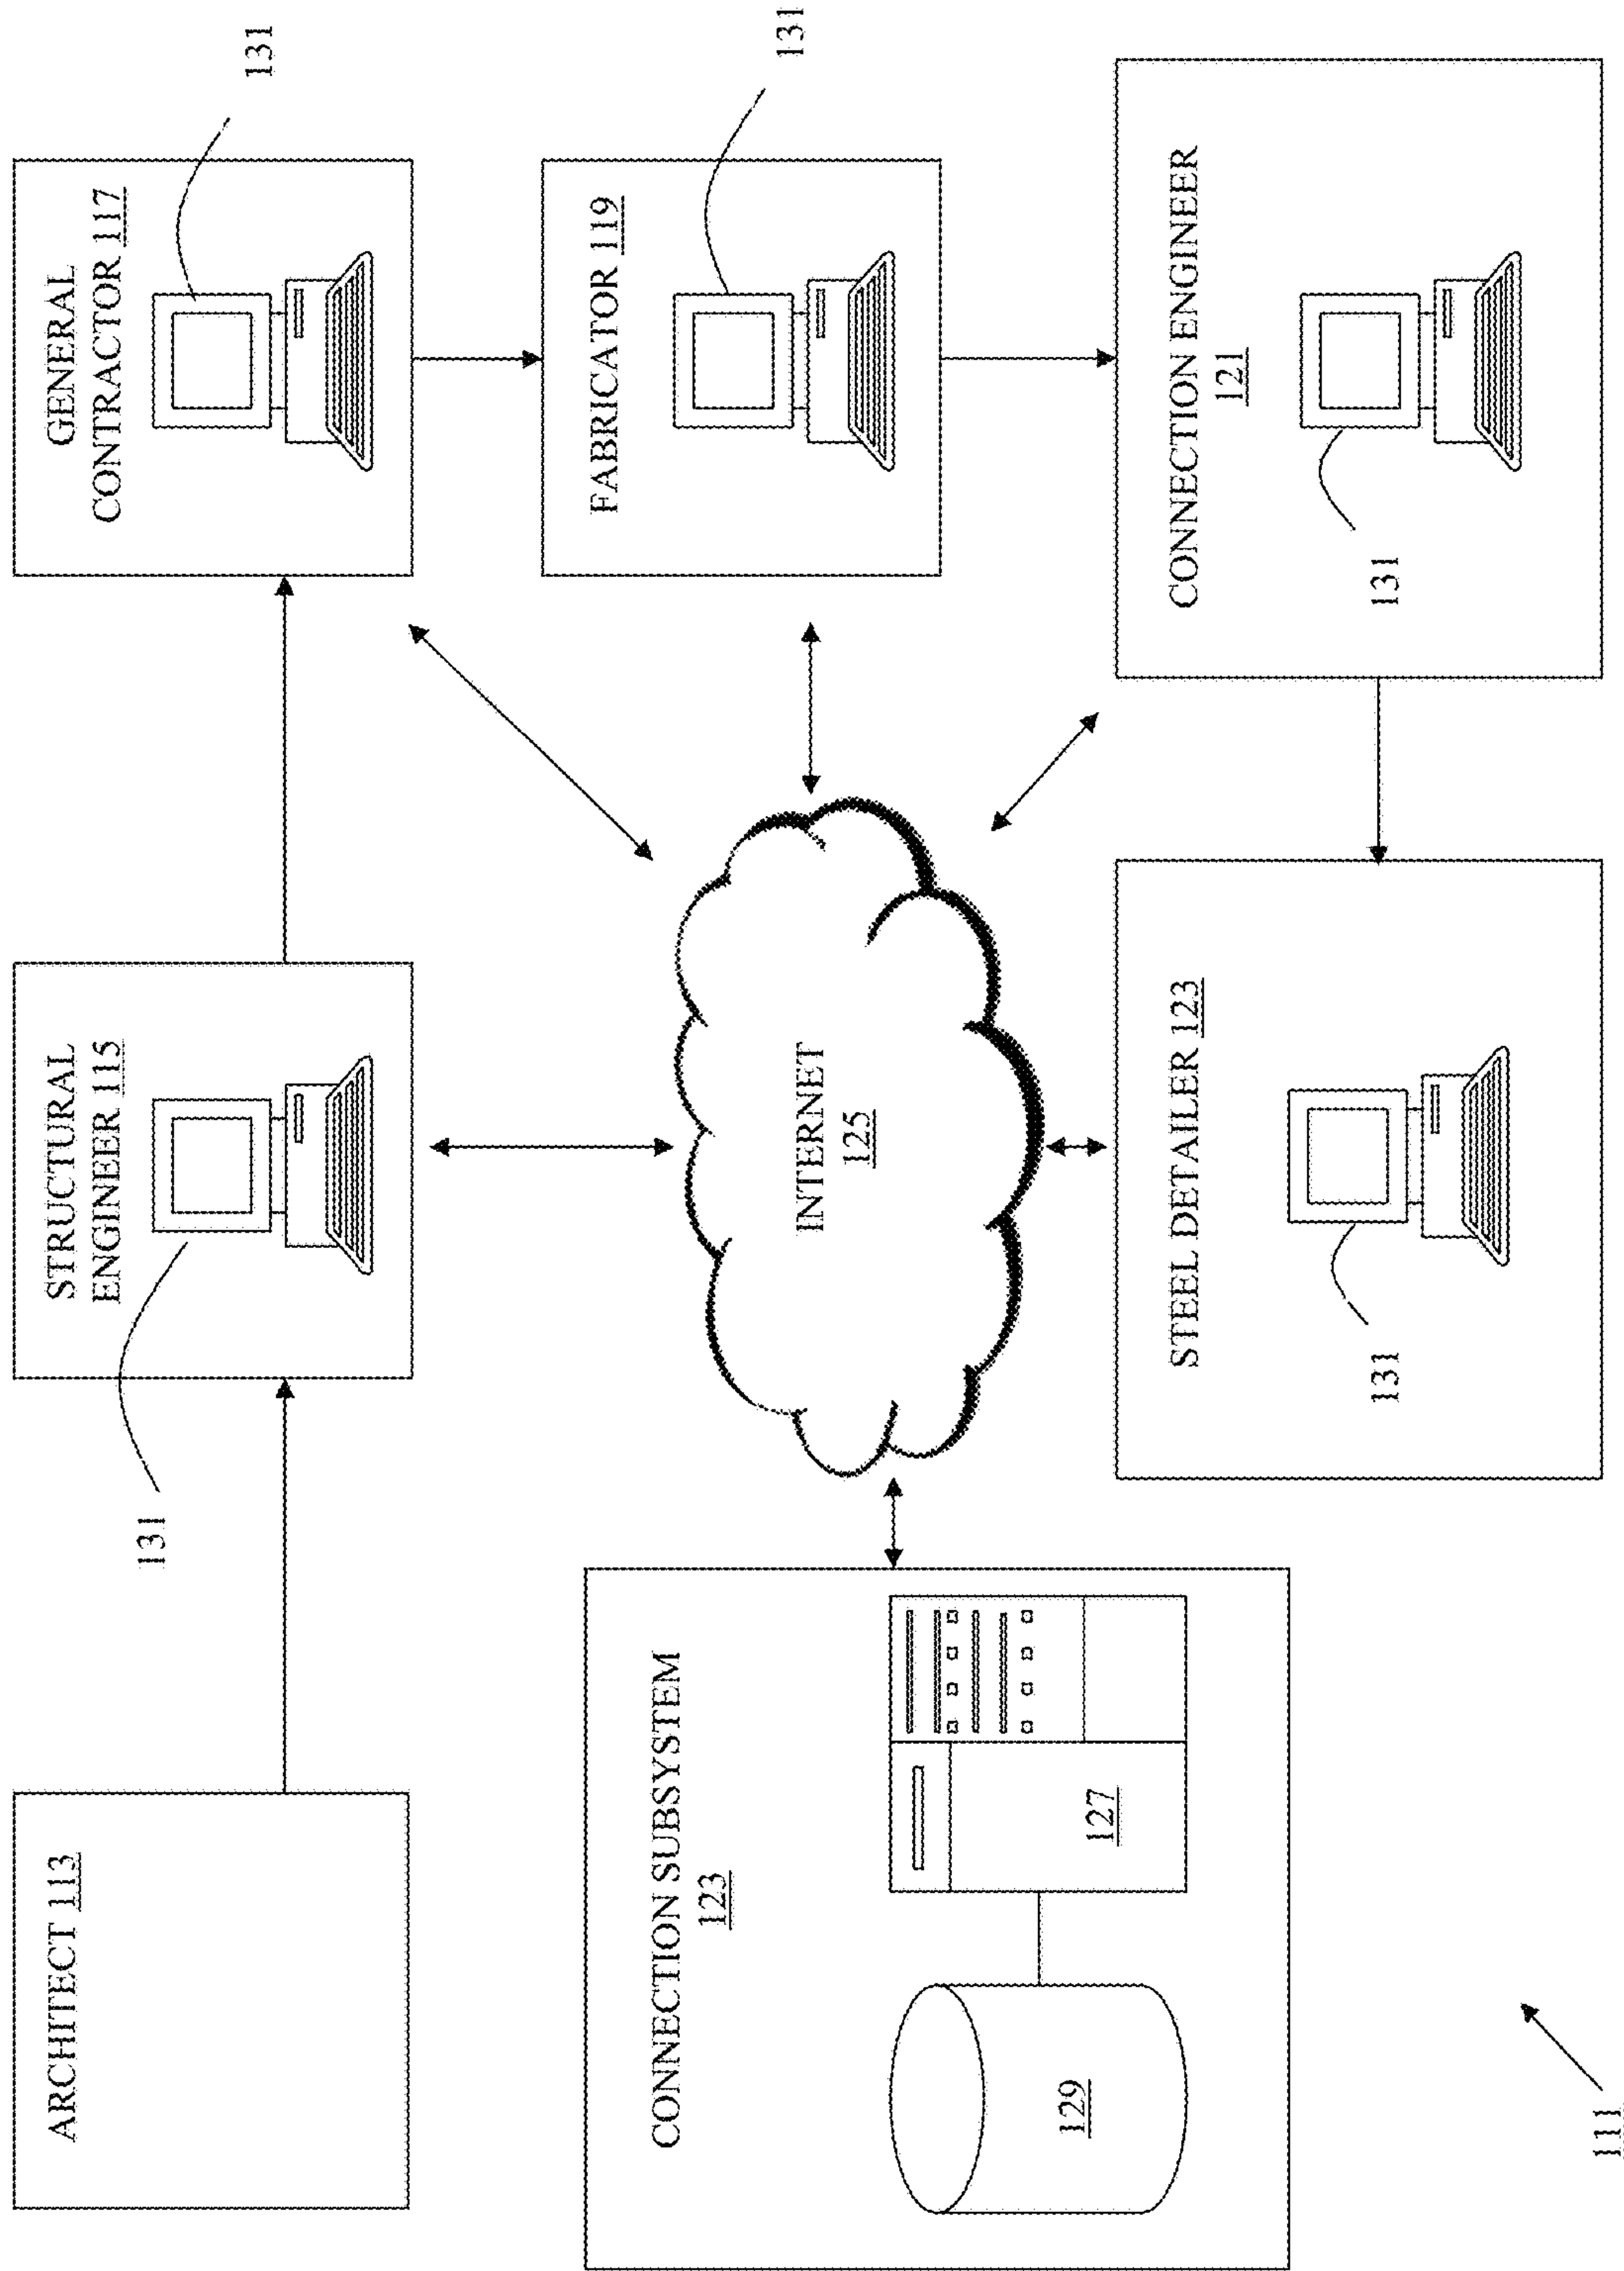 ARCHITECT 113
STRUCTURAL
ENGINEER 115
131
GENERAL
CONTRACTOR 117
131
FABRICATOR 119
131
INTERNET
125
CONNECTION SUBSYSTEM
123
129
127
STEEL DETAILER 123
131
CONNECTION ENGINEER
121
131
111